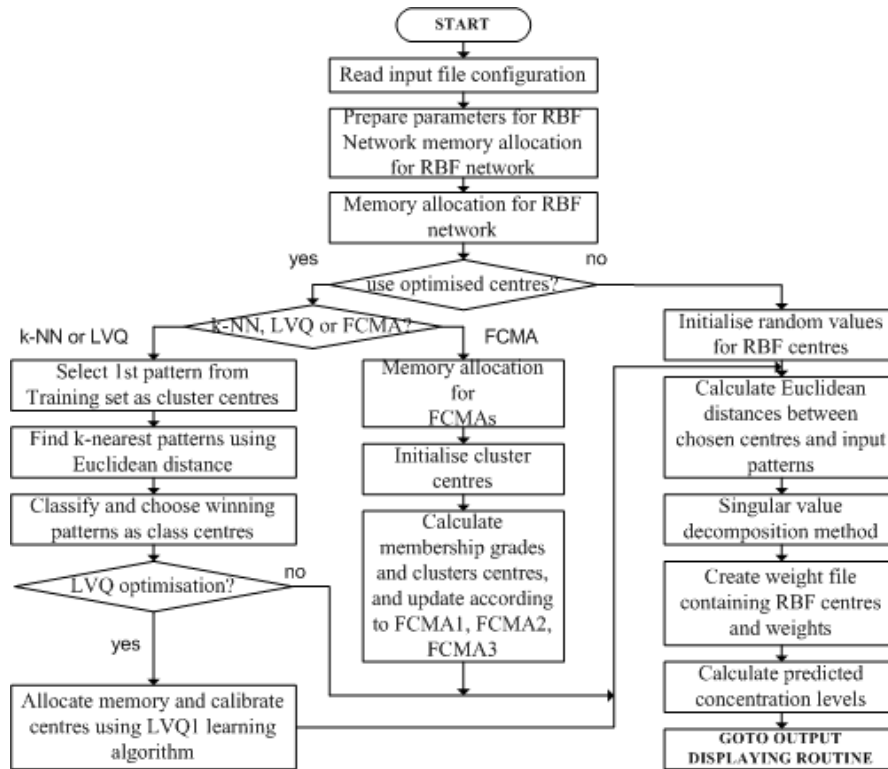 START
Read input file configuration
Prepare parameters for RBF
Network memory allocation
for RBF network
Memory allocation for RBF
network
yes
no
use optimised centres?
k-NN, LVQ or FCMA?
k-NN or LVQ
FCMA
Select 1st pattern from
Training set as cluster centres
Find k-nearest patterns using
Euclidean distance
Classify and choose winning
patterns as class centres
LVQ optimisation?
no
yes
Allocate memory and calibrate
centres using LVQ1 learning
algorithm
Memory allocation
for
FCMAs
Initialise cluster
centres
Calculate
membership grades
and clusters centres,
and update according
to FCMA1, FCMA2,
FCMA3
Initialise random values
for RBF centres
Calculate Euclidean
distances between
chosen centres and input
patterns
Singular value
decomposition method
Create weight file
containing RBF centres
and weights
Calculate predicted
concentration levels
GOTO OUTPUT
DISPLAYING ROUTINE